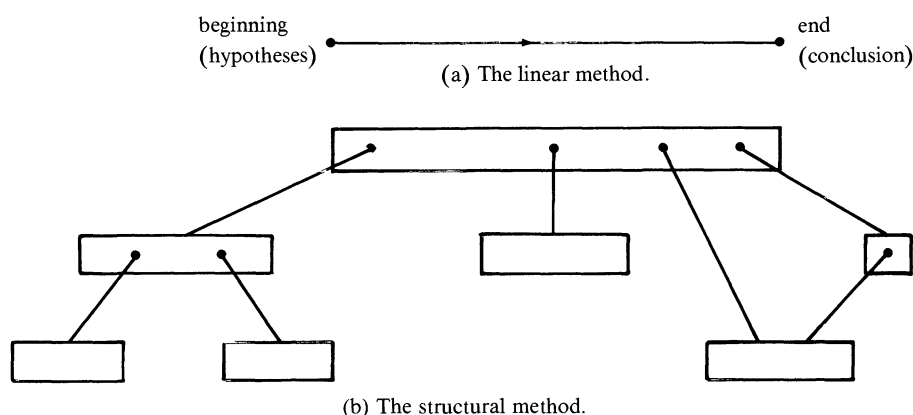 beginning
(hypotheses)
end
(conclusion)
(a) The linear method.
(b) The structural method.